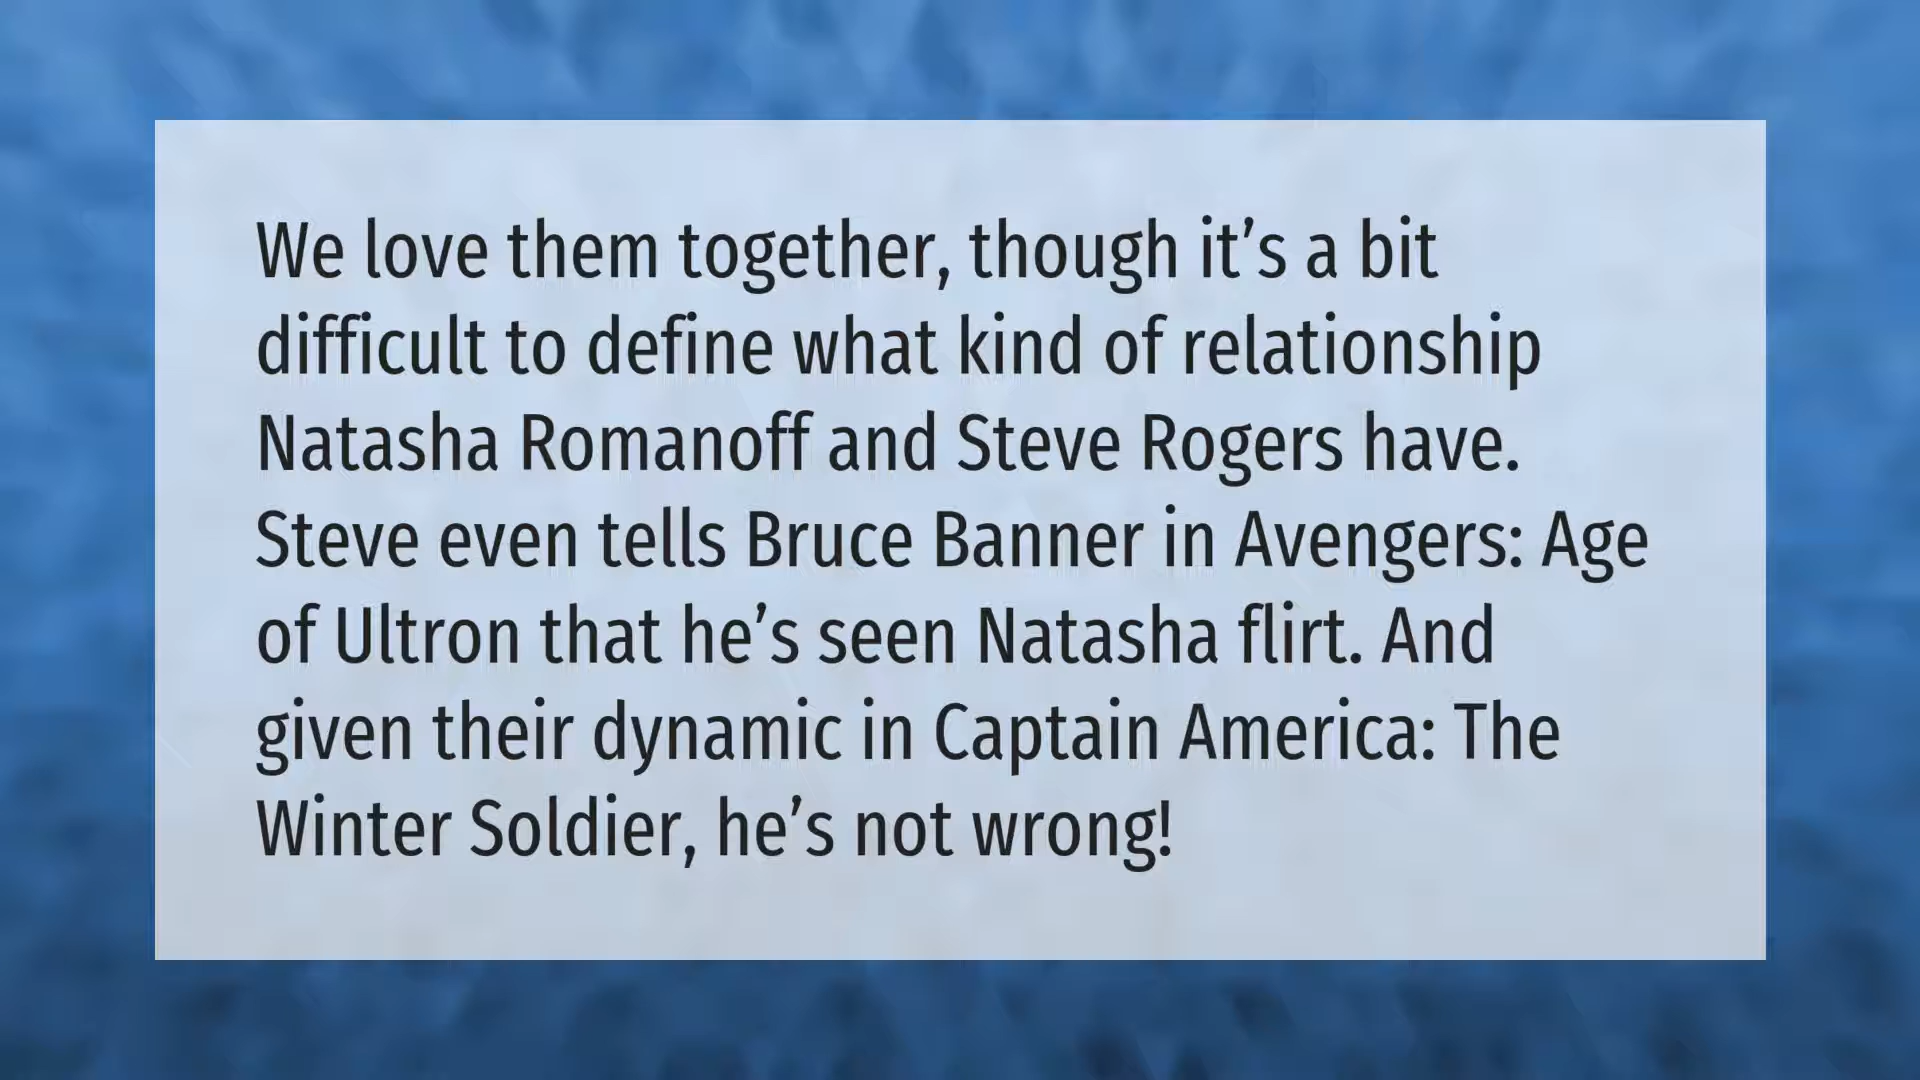 We love them together, though it’s a bit
difficult to define what kind of relationship
Natasha Romanoff and Steve Rogers have.
Steve even tells Bruce Banner in Avengers: Age
of Ultron that he’s seen Natasha flirt. And
given their dynamic in Captain America: The
Winter Soldier, he’s not wrong!